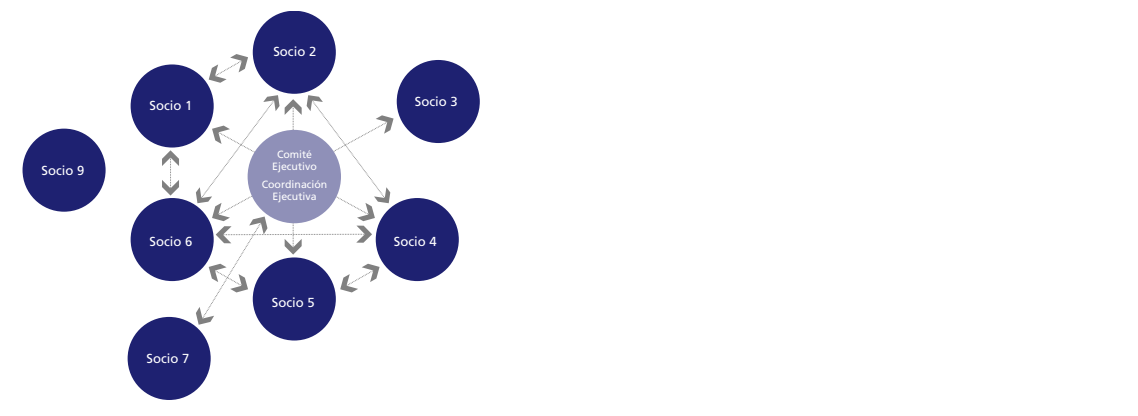 Socio 2
Socio 1
Socio 3
Comité
Ejecutivo
Coordinación
Ejecutiva
Socio 9
Socio 6
Socio 4
Socio 5
Socio 7